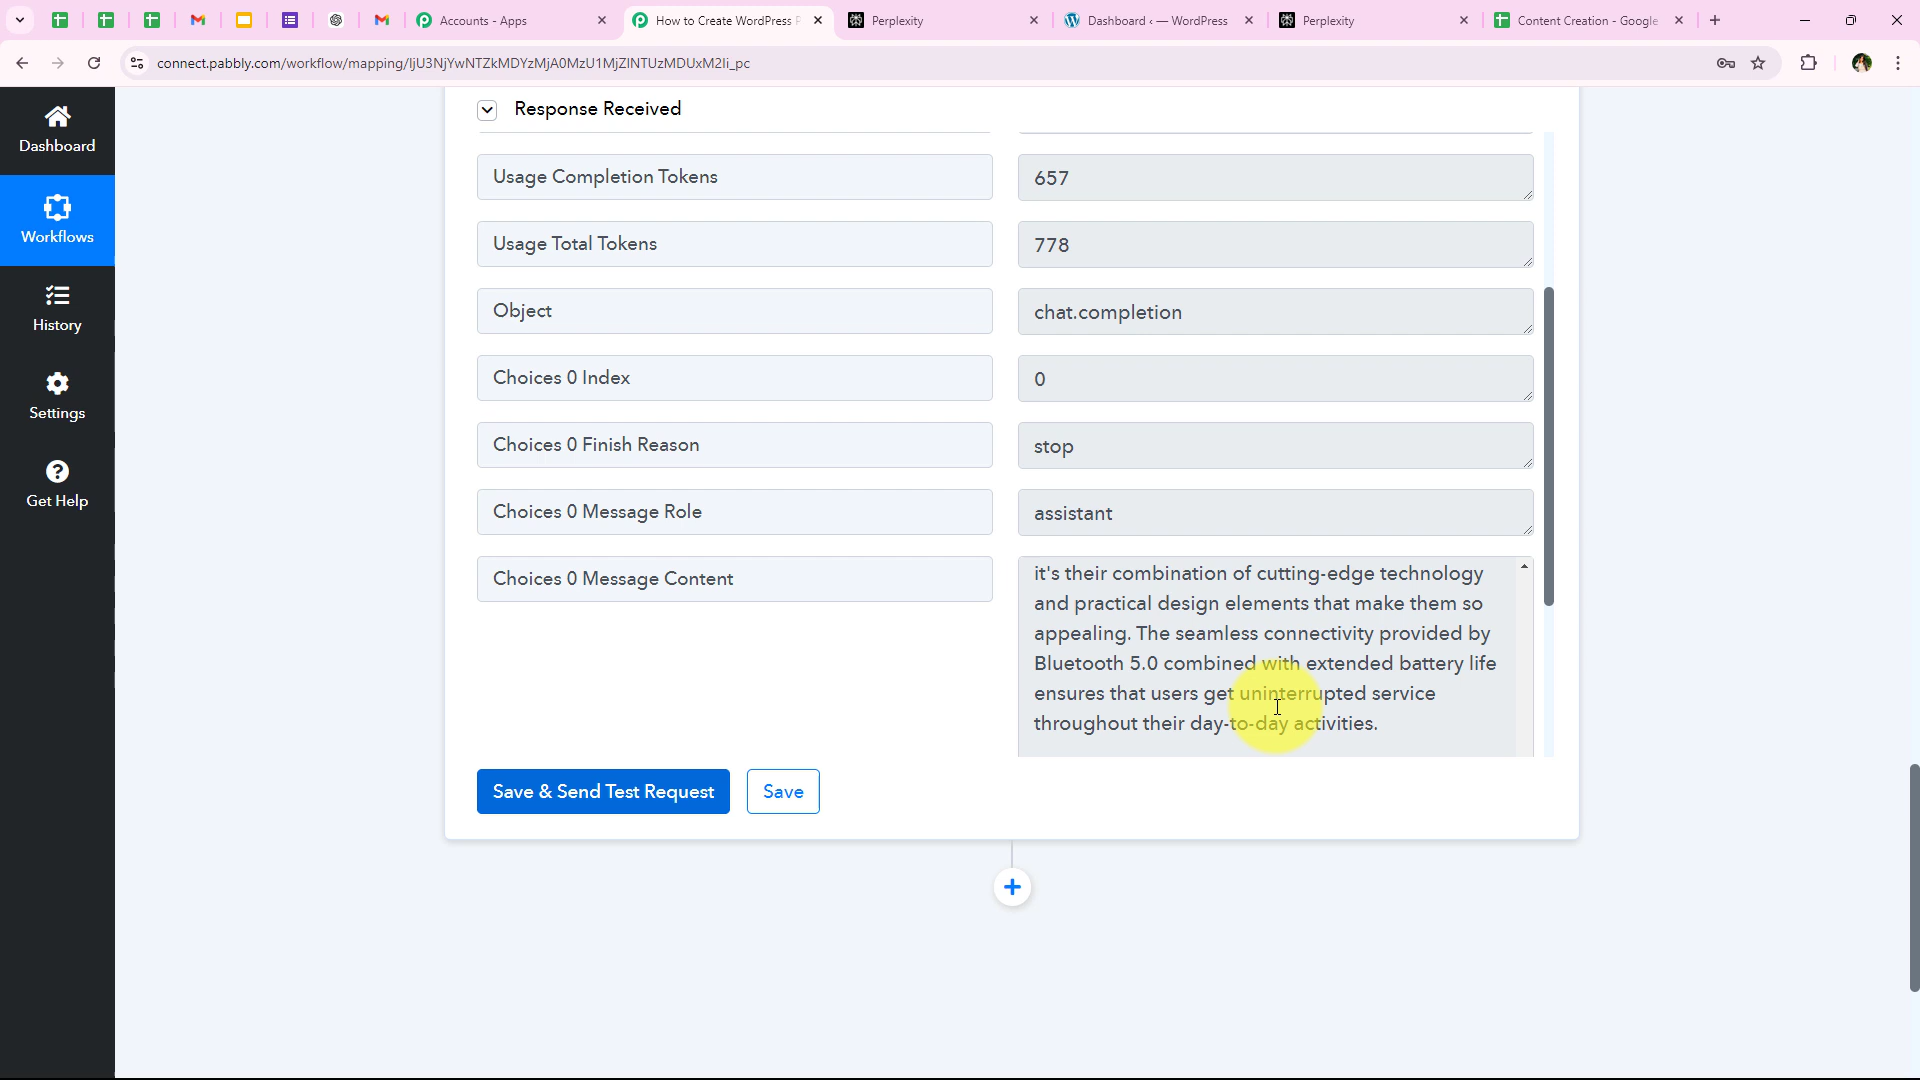 Accounts - Apps
How to Create WordPress P
Perplexity
Dashboard ‹ — WordPress
Perplexity
Content Creation - Google
connect.pabbly.com/workflow/mapping/IjU3NjYwNTZkMDYzMjA0MzU1MjZlNTUzMDUxM2Ii_pc
Dashboard
Workflows
History
Settings
Get Help
Response Received
Usage Completion Tokens
657
Usage Total Tokens
778
Object
chat.completion
Choices 0 Index
0
Choices 0 Finish Reason
stop
Choices 0 Message Role
assistant
Choices 0 Message Content
it's their combination of cutting-edge technology
and practical design elements that make them so
appealing. The seamless connectivity provided by
Bluetooth 5.0 combined with extended battery life
ensures that users get uninterrupted service
throughout their day-to-day activities.
Save & Send Test Request
Save